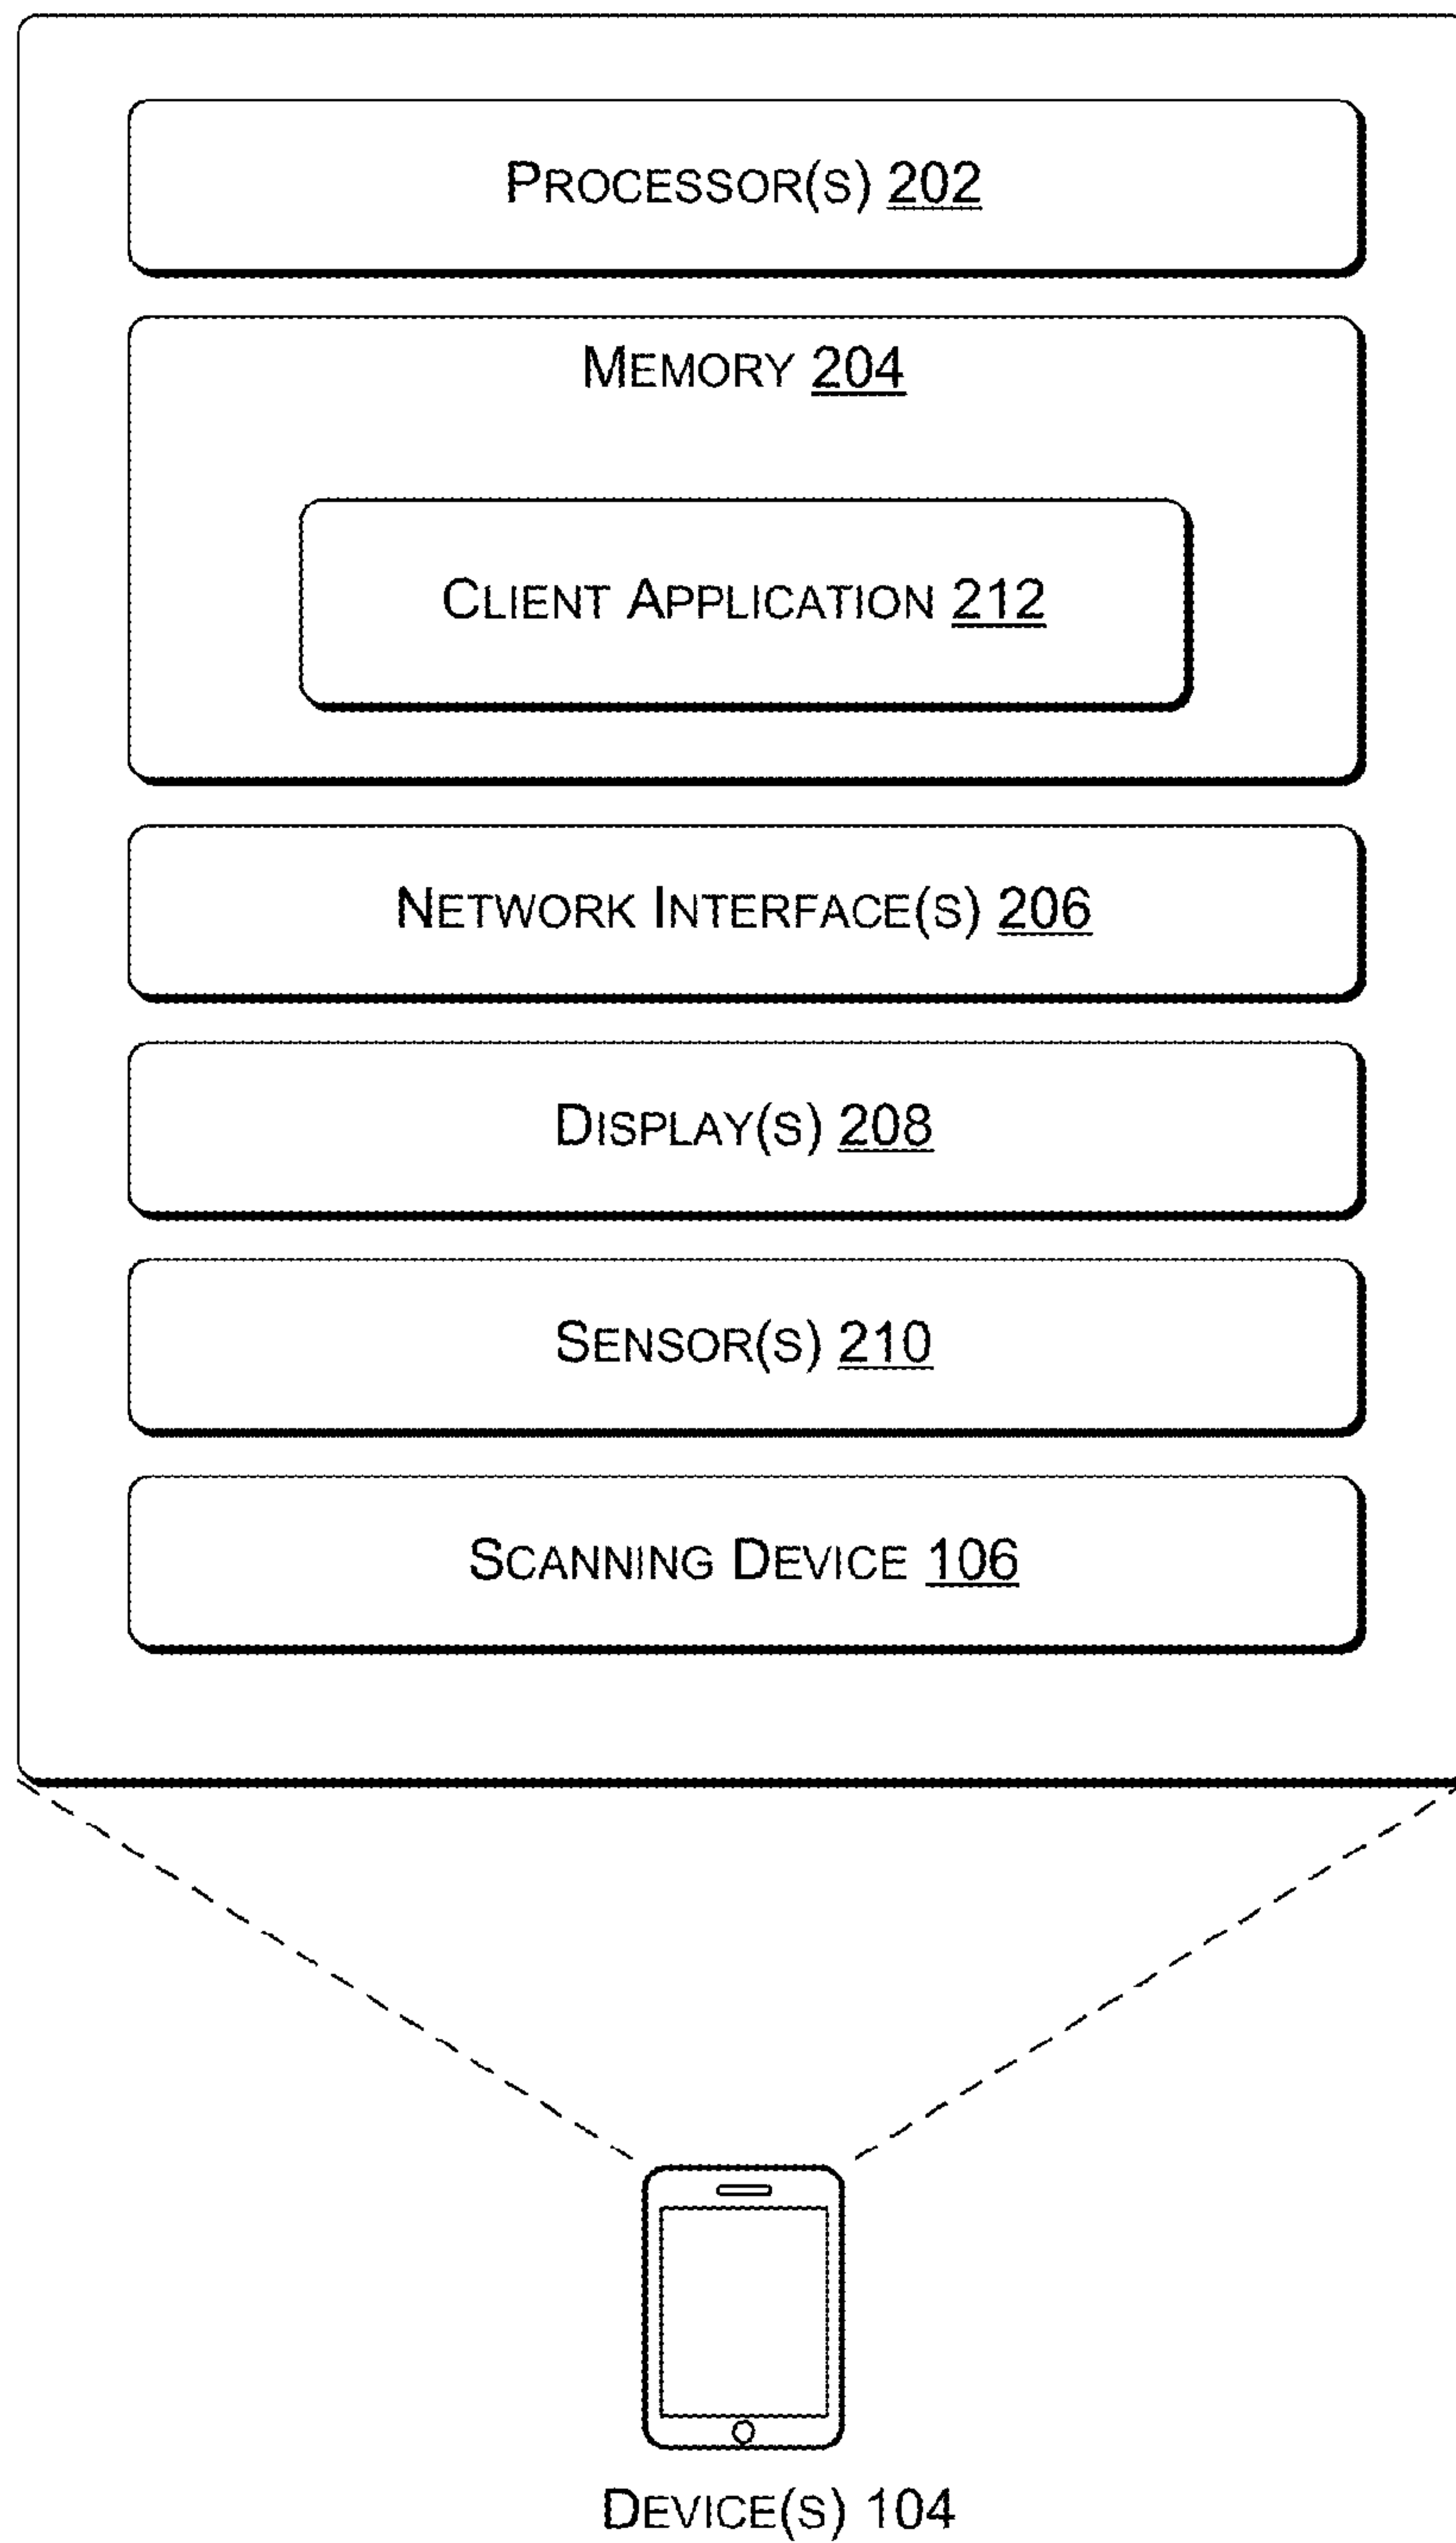 PROCESSOR(S) 202
MEMORY 204
CLIENT APPLICATION 212
NETWORK INTERFACE(S) 206
DISPLAY(S) 208
SENSOR(S) 210
SCANNING DEVICE 106
DEVICE(S) 104